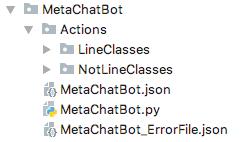 MetaChatBot
Actions
LineClasses
NotLineClasses
MetaChatBot.json
MetaChatBot.py
MetaChatBot_ErrorFile.json